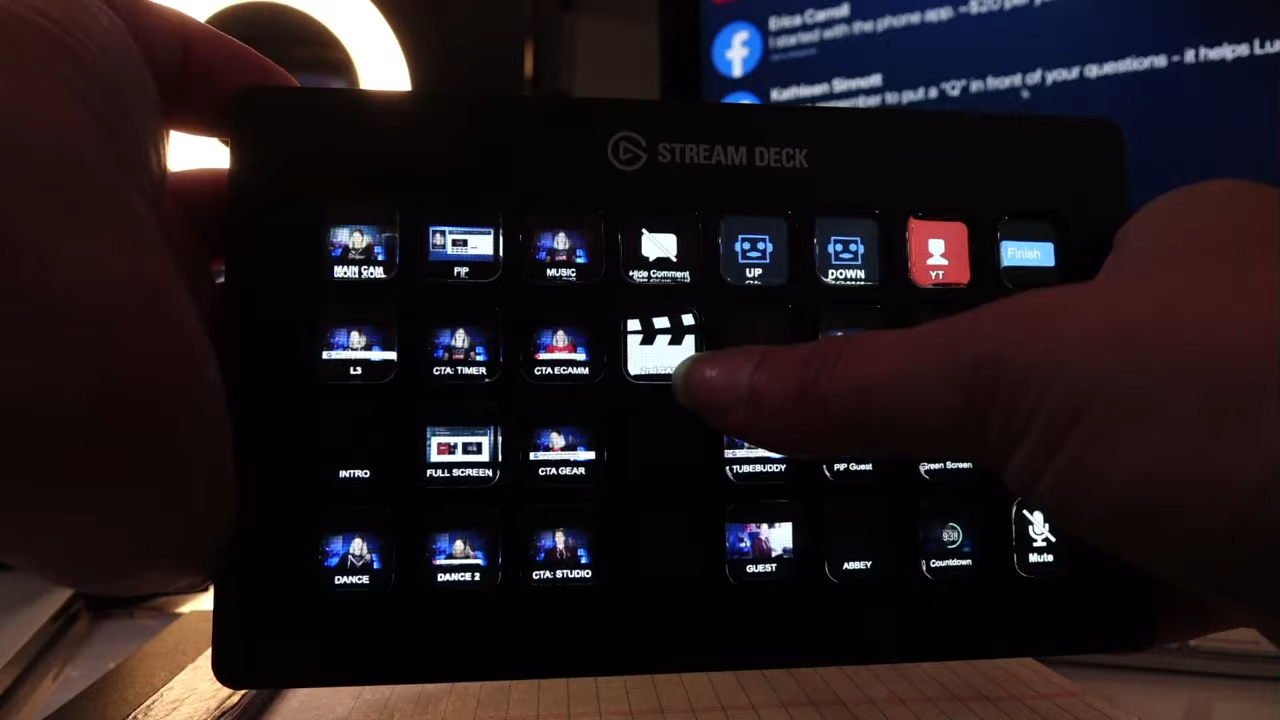 Erica Carroll
I started with the phone app. ~$20 per
Kathleen Sinnott
to put a "Q" in front of your questions - it helps
STREAM DECK
MAIN CAM
PiP
MUSIC
Hide Comment
UP
DOWN
YT
Finish
L3
CTA: TIMER
CTA ECAMM
INTRO
FULL SCREEN
CTA GEAR
TUBEBUDDY
PiP Guest
Green Screen
DANCE
DANCE 2
CTA: STUDIO
GUEST
ABBEY
9:38
Countdown
Mute